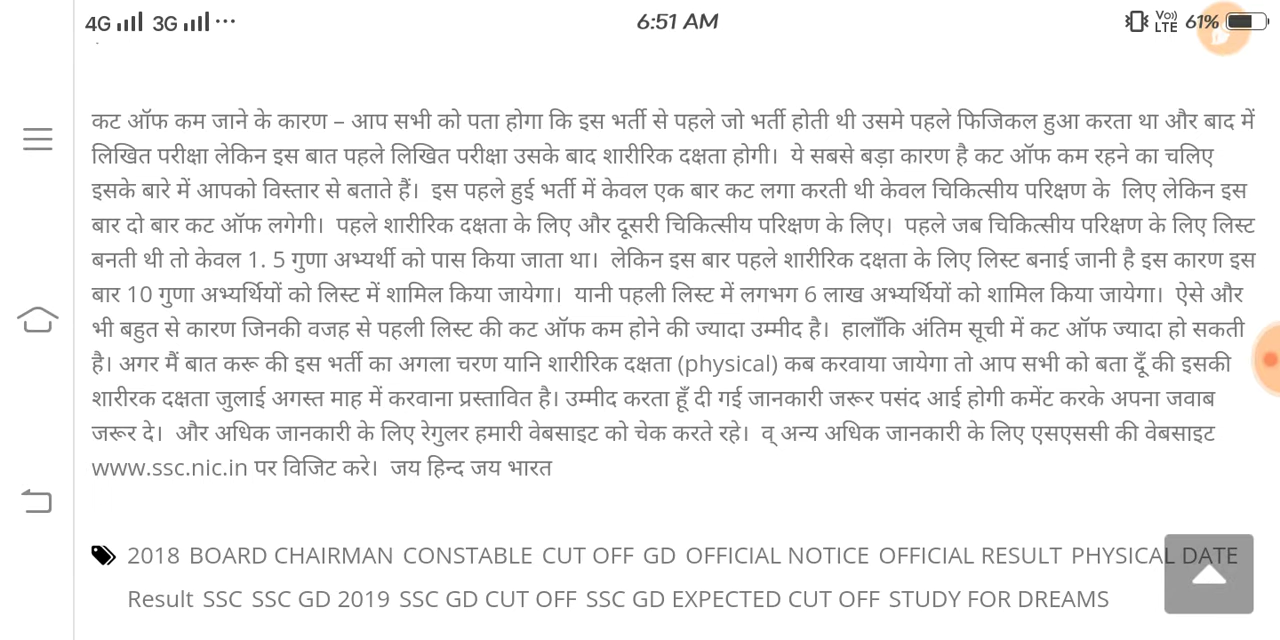 4G 3G ... 6:51 AM Vo)) LTE 61%
कट ऑफ कम जाने के कारण – आप सभी को पता होगा कि इस भर्ती से पहले जो भर्ती होती थी उसमे पहले फिजिकल हुआ करता था और बाद में
लिखित परीक्षा लेकिन इस बात पहले लिखित परीक्षा उसके बाद शारीरिक दक्षता होगी। ये सबसे बड़ा कारण है कट ऑफ कम रहने का चलिए
इसके बारे में आपको विस्तार से बताते हैं। इस पहले हुई भर्ती में केवल एक बार कट लगा करती थी केवल चिकित्सीय परिक्षण के लिए लेकिन इस
बार दो बार कट ऑफ लगेगी। पहले शारीरिक दक्षता के लिए और दूसरी चिकित्सीय परिक्षण के लिए। पहले जब चिकित्सीय परिक्षण के लिए लिस्ट
बनती थी तो केवल 1. 5 गुणा अभ्यर्थी को पास किया जाता था। लेकिन इस बार पहले शारीरिक दक्षता के लिए लिस्ट बनाई जानी है इस कारण इस
बार 10 गुणा अभ्यर्थियों को लिस्ट में शामिल किया जायेगा। यानी पहली लिस्ट में लगभग 6 लाख अभ्यर्थियों को शामिल किया जायेगा। ऐसे और
भी बहुत से कारण जिनकी वजह से पहली लिस्ट की कट ऑफ कम होने की ज्यादा उम्मीद है। हालाँकि अंतिम सूची में कट ऑफ ज्यादा हो सकती
है। अगर मैं बात करू की इस भर्ती का अगला चरण यानि शारीरिक दक्षता (physical) कब करवाया जायेगा तो आप सभी को बता दूँ की इसकी
शारीरक दक्षता जुलाई अगस्त माह में करवाना प्रस्तावित है। उम्मीद करता हूँ दी गई जानकारी जरूर पसंद आई होगी कमेंट करके अपना जवाब
जरूर दे। और अधिक जानकारी के लिए रेगुलर हमारी वेबसाइट को चेक करते रहे। व् अन्य अधिक जानकारी के लिए एसएससी की वेबसाइट
www.ssc.nic.in पर विजिट करे। जय हिन्द जय भारत
2018 BOARD CHAIRMAN CONSTABLE CUT OFF GD OFFICIAL NOTICE OFFICIAL RESULT PHYSICAL DATE
Result SSC SSC GD 2019 SSC GD CUT OFF SSC GD EXPECTED CUT OFF STUDY FOR DREAMS